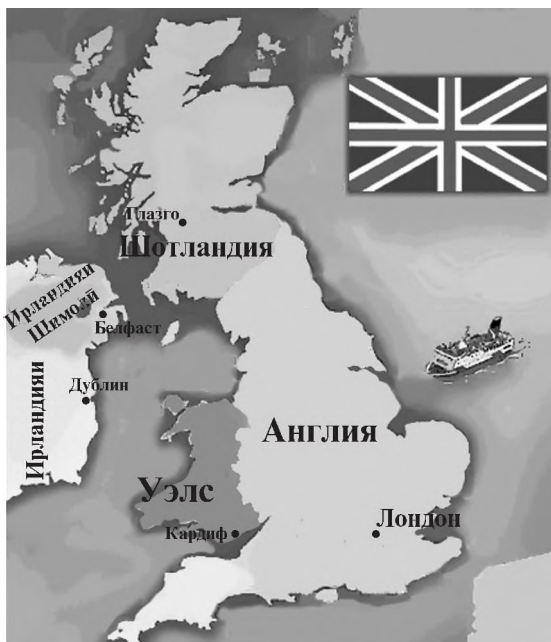 Глазго
Шотландия
Ирландияи
Шимолӣ
Белфаст
Дублин
Ирландияи
Англия
Уэлс
Лондон
Кардиф